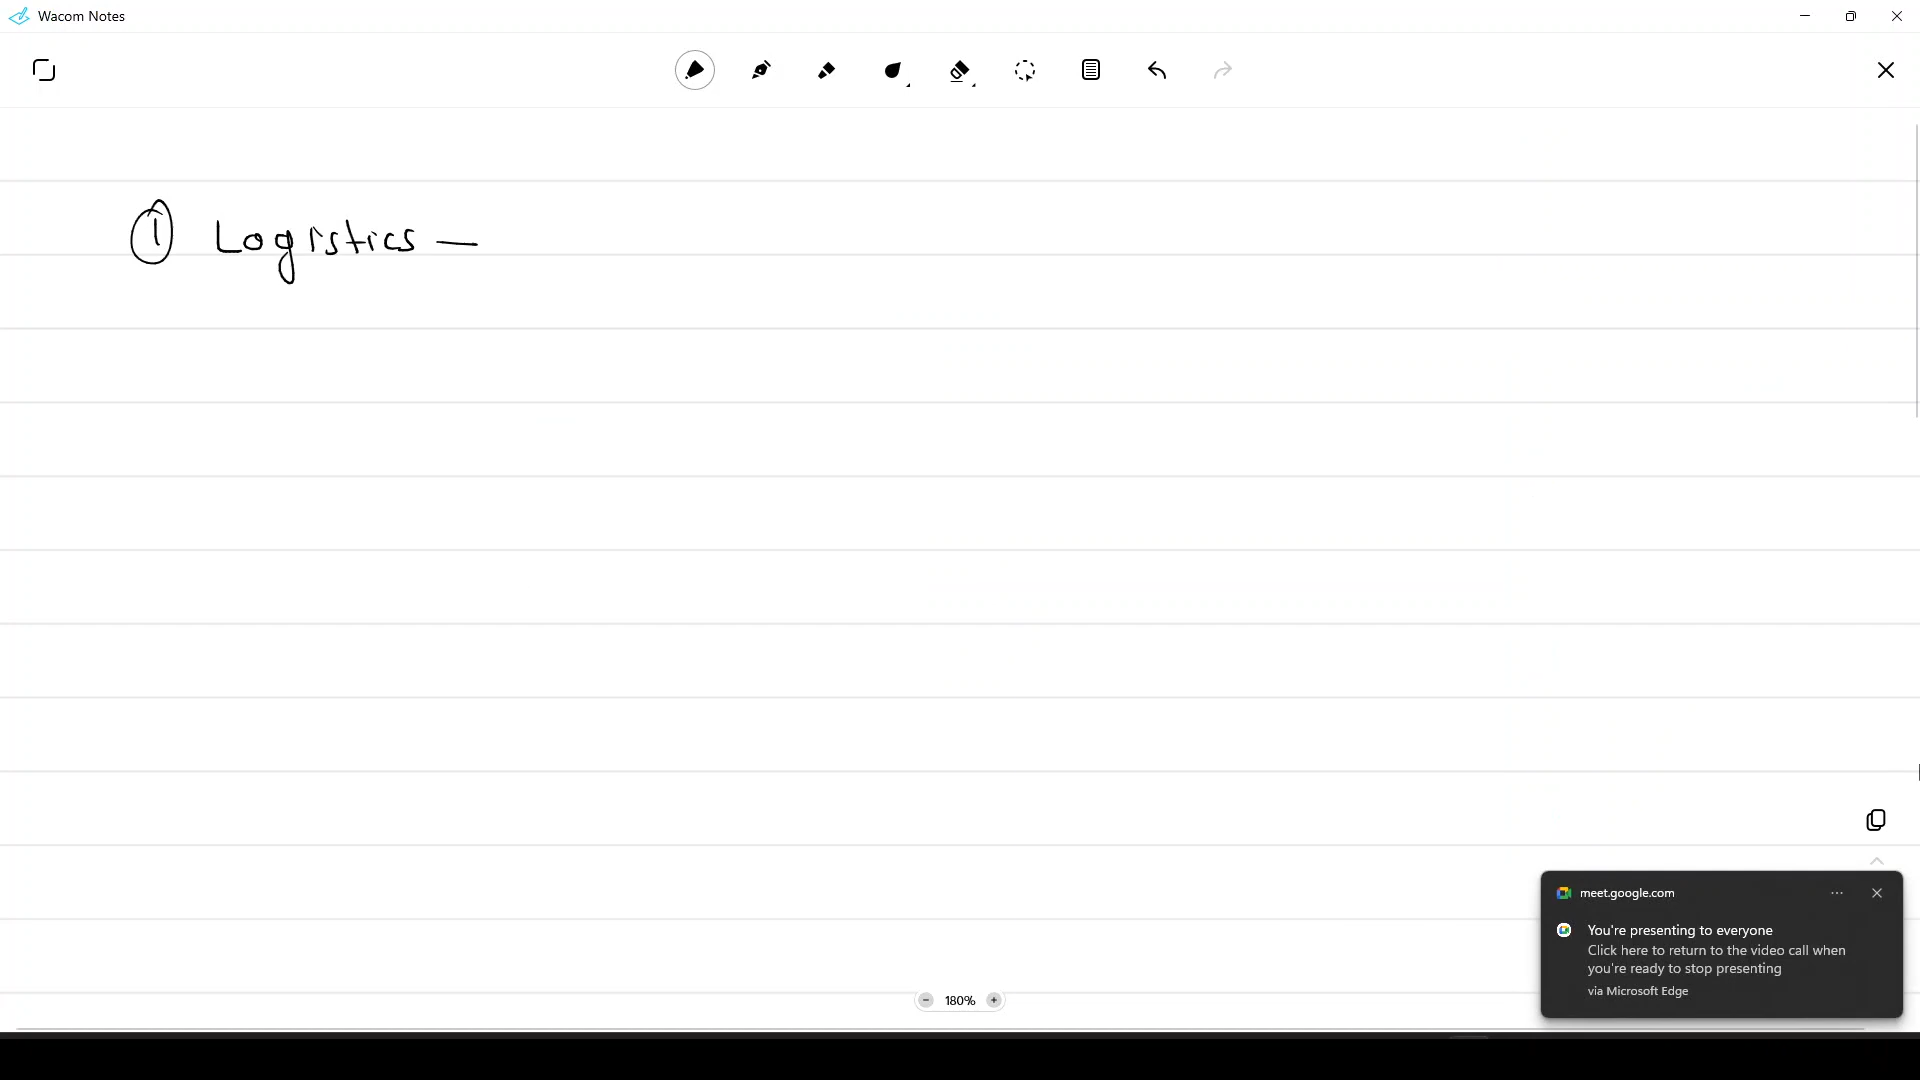 Wacom Notes
① Logistics —
meet.google.com
You're presenting to everyone
Click here to return to the video call when
you're ready to stop presenting
via Microsoft Edge
180%